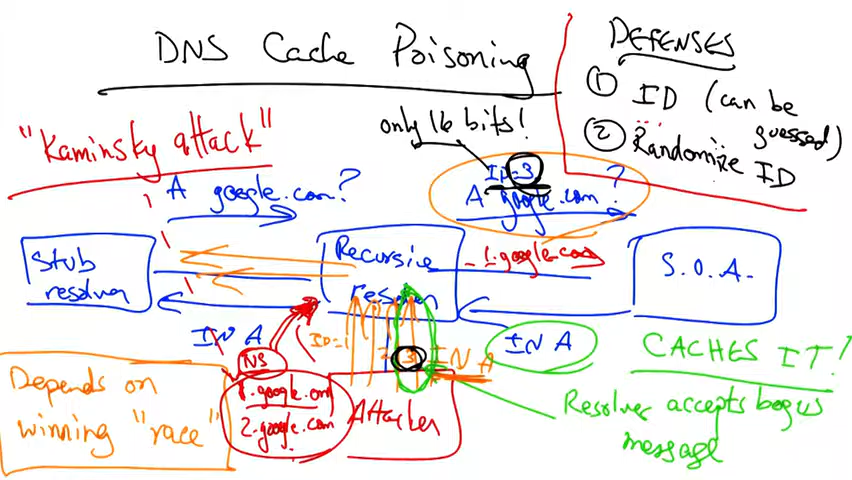 DNS Cache Poisoning
DEFENSES
① ID (can be
guessed)
② Randomize
ID
only 16 bits!
"Kaminsky attack"
A google.com?
ID=3 ?
A google.com
Stub
resolver
Recursive
resolver
1.google.com
S.O.A.
IN A
ID=1
3
IN A
IN A
NS
1.google.com
2.google.com
Attacker
Depends on
winning "race"
CACHES IT!
Resolver accepts bogus
message